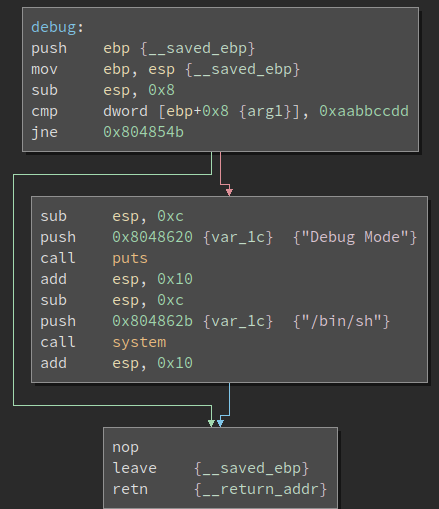 debug:
push    ebp {__saved_ebp}
mov     ebp, esp {__saved_ebp}
sub     esp, 0x8
cmp     dword [ebp+0x8 {arg1}], 0xaabbccdd
jne     0x804854b
sub     esp, 0xc
push    0x8048620 {var_1c}  {"Debug Mode"}
call    puts
add     esp, 0x10
sub     esp, 0xc
push    0x804862b {var_1c}  {"/bin/sh"}
call    system
add     esp, 0x10
nop
leave   {__saved_ebp}
retn    {__return_addr}